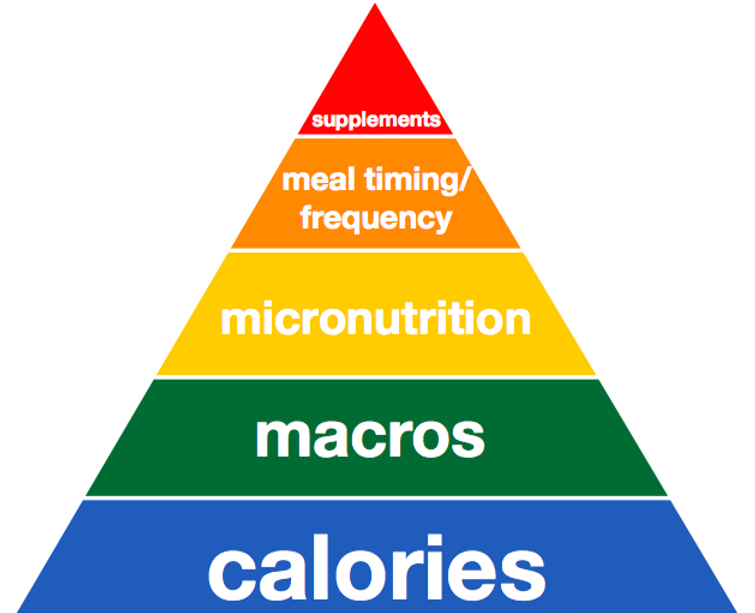 supplements
meal timing/
frequency
micronutrition
macros
calories